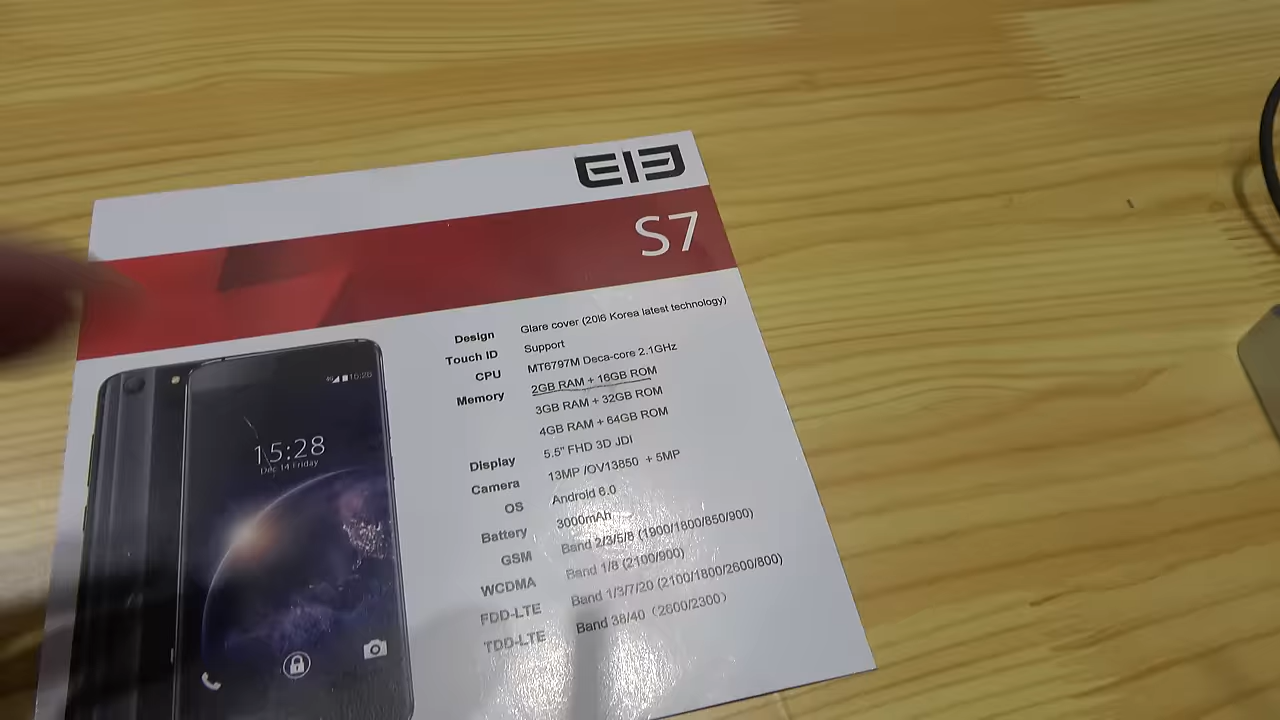 S7
Design Glare cover (2016 Korea latest technology)
Touch ID Support
CPU MT6797M Deca-core 2.1GHz
Memory 2GB RAM + 16GB ROM
3GB RAM + 32GB ROM
4GB RAM + 64GB ROM
Display 5.5" FHD 3D JDI
Camera 13MP /OV13850 + 5MP
OS Android 6.0
Battery 3000mAh
GSM Band 2/3/5/8 (1900/1800/850/900)
WCDMA Band 1/8 (2100/900)
FDD-LTE Band 1/3/7/20 (2100/1800/2600/800)
TDD-LTE Band 38/40 (2600/2300)
4G 15:28
15:28
Dec 14 Friday